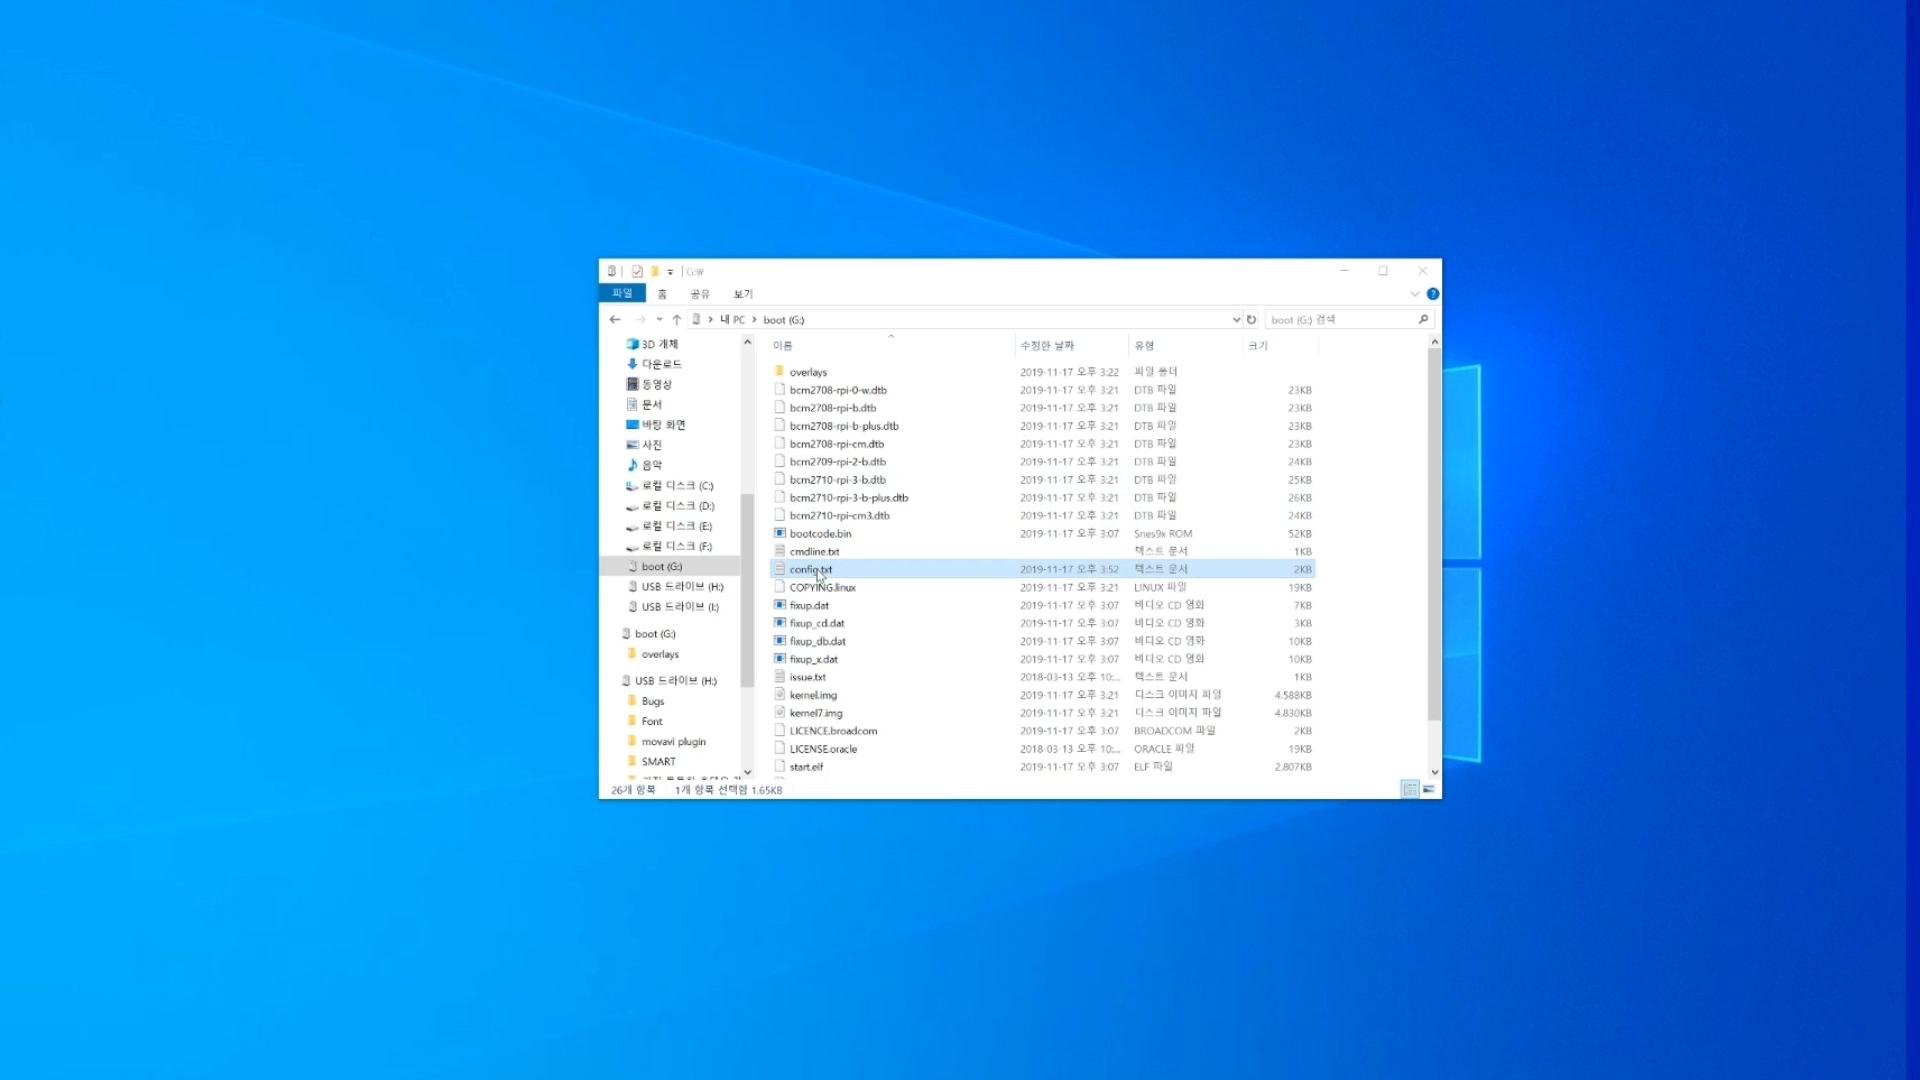 G:₩
파일 홈 공유 보기
내 PC boot (G:) boot (G:) 검색
이름 수정한 날짜 유형 크기
3D 개체
다운로드
동영상
문서
바탕 화면
사진
음악
로컬 디스크 (C:)
로컬 디스크 (D:)
로컬 디스크 (E:)
로컬 디스크 (F:)
boot (G:)
USB 드라이브 (H:)
USB 드라이브 (I:)
boot (G:)
overlays
USB 드라이브 (H:)
Bugs
Font
movavi plugin
SMART
overlays 2019-11-17 오후 3:22 파일 폴더
bcm2708-rpi-0-w.dtb 2019-11-17 오후 3:21 DTB 파일 23KB
bcm2708-rpi-b.dtb 2019-11-17 오후 3:21 DTB 파일 23KB
bcm2708-rpi-b-plus.dtb 2019-11-17 오후 3:21 DTB 파일 23KB
bcm2708-rpi-cm.dtb 2019-11-17 오후 3:21 DTB 파일 23KB
bcm2709-rpi-2-b.dtb 2019-11-17 오후 3:21 DTB 파일 24KB
bcm2710-rpi-3-b.dtb 2019-11-17 오후 3:21 DTB 파일 25KB
bcm2710-rpi-3-b-plus.dtb 2019-11-17 오후 3:21 DTB 파일 26KB
bcm2710-rpi-cm3.dtb 2019-11-17 오후 3:21 DTB 파일 24KB
bootcode.bin 2019-11-17 오후 3:07 Snes9x ROM 52KB
cmdline.txt 텍스트 문서 1KB
config.txt 2019-11-17 오후 3:52 텍스트 문서 2KB
COPYING.linux 2019-11-17 오후 3:21 LINUX 파일 19KB
fixup.dat 2019-11-17 오후 3:07 비디오 CD 영화 7KB
fixup_cd.dat 2019-11-17 오후 3:07 비디오 CD 영화 3KB
fixup_db.dat 2019-11-17 오후 3:07 비디오 CD 영화 10KB
fixup_x.dat 2019-11-17 오후 3:07 비디오 CD 영화 10KB
issue.txt 2018-03-13 오후 10:... 텍스트 문서 1KB
kernel.img 2019-11-17 오후 3:21 디스크 이미지 파일 4,588KB
kernel7.img 2019-11-17 오후 3:21 디스크 이미지 파일 4,830KB
LICENCE.broadcom 2019-11-17 오후 3:07 BROADCOM 파일 2KB
LICENSE.oracle 2018-03-13 오후 10:... ORACLE 파일 19KB
start.elf 2019-11-17 오후 3:07 ELF 파일 2,807KB
26개 항목 1개 항목 선택함 1.65KB